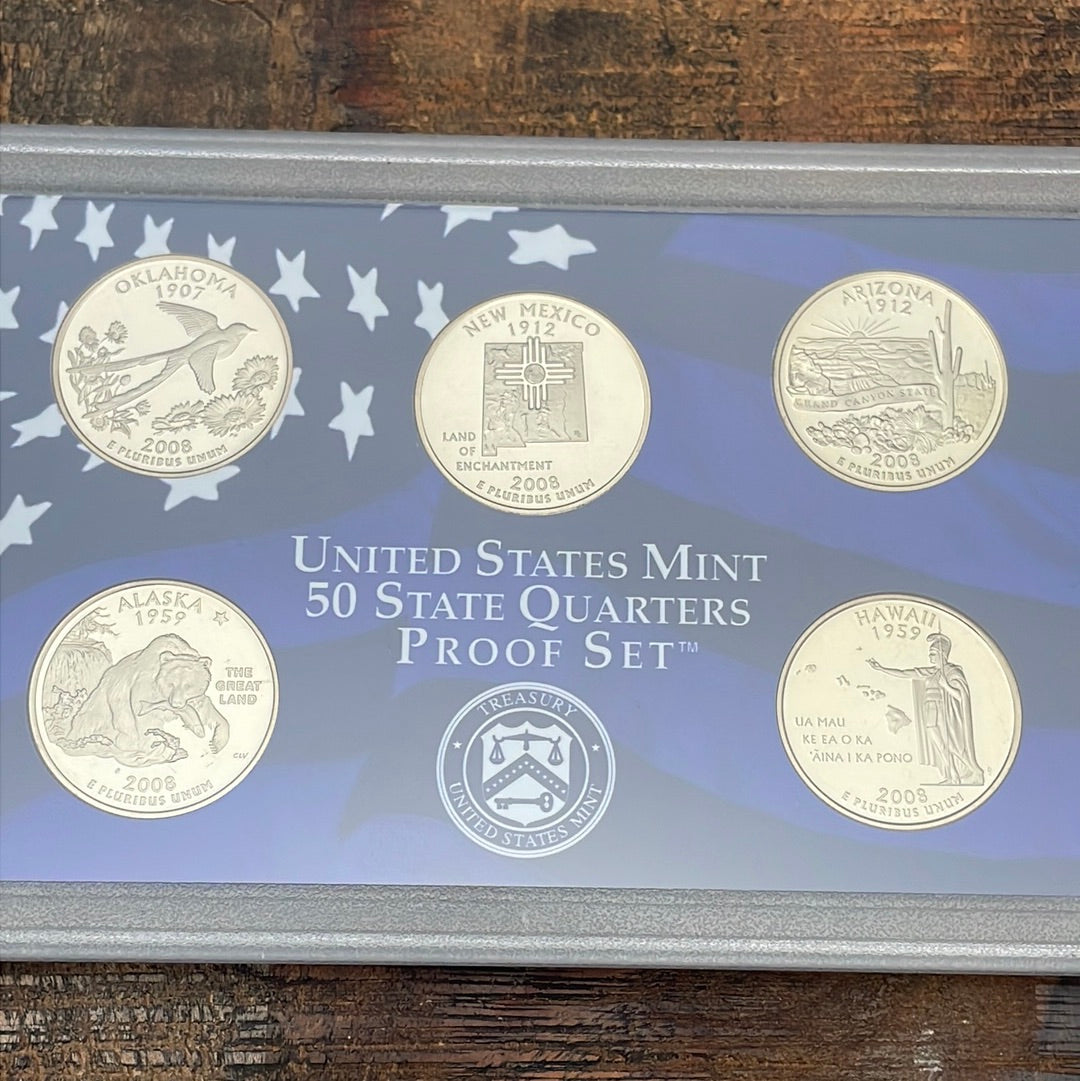 OKLAHOMA
1907
2008
E PLURIBUS UNUM
NEW MEXICO
1912
LAND
OF
ENCHANTMENT
2008
E PLURIBUS UNUM
ARIZONA
1912
GRAND CANYON STATE
2008
E PLURIBUS UNUM
UNITED STATES MINT
50 STATE QUARTERS
PROOF SET™
ALASKA
1959
THE
GREAT
LAND
CLV
2008
E PLURIBUS UNUM
TREASURY
UNITED STATES MINT
HAWAII
1959
UA MAU
KE EA O KA
ʻĀINA I KA PONO
2008
E PLURIBUS UNUM